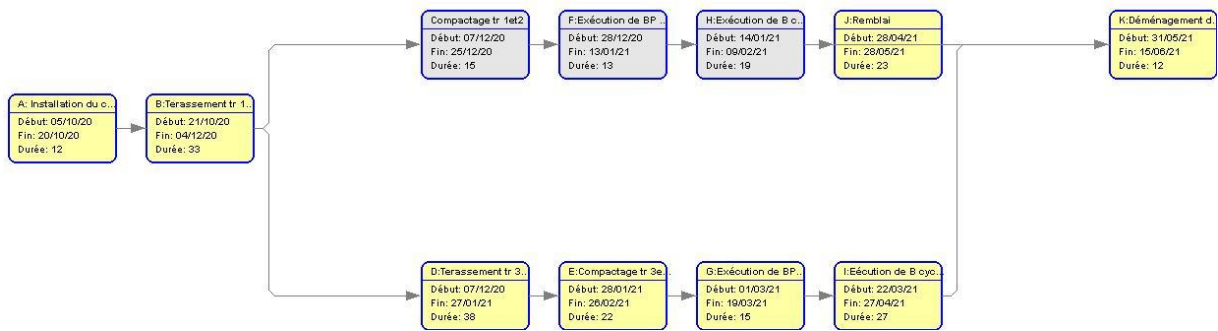 Compactage tr 1et2
Début: 07/12/20
Fin: 25/12/20
Durée: 15
F:Exécution de BP ...
Début: 28/12/20
Fin: 13/01/21
Durée: 13
H:Exécution de B c...
Début: 14/01/21
Fin: 09/02/21
Durée: 19
J:Remblai
Début: 28/04/21
Fin: 28/05/21
Durée: 23
K:Déménagement d...
Début: 31/05/21
Fin: 15/06/21
Durée: 12
A: Installation du c...
Début: 05/10/20
Fin: 20/10/20
Durée: 12
B:Terassement tr 1...
Début: 21/10/20
Fin: 04/12/20
Durée: 33
D:Terassement tr 3...
Début: 07/12/20
Fin: 27/01/21
Durée: 38
E:Compactage tr 3e...
Début: 28/01/21
Fin: 26/02/21
Durée: 22
G:Exécution de BP...
Début: 01/03/21
Fin: 19/03/21
Durée: 15
I:Eécution de B cyc...
Début: 22/03/21
Fin: 27/04/21
Durée: 27